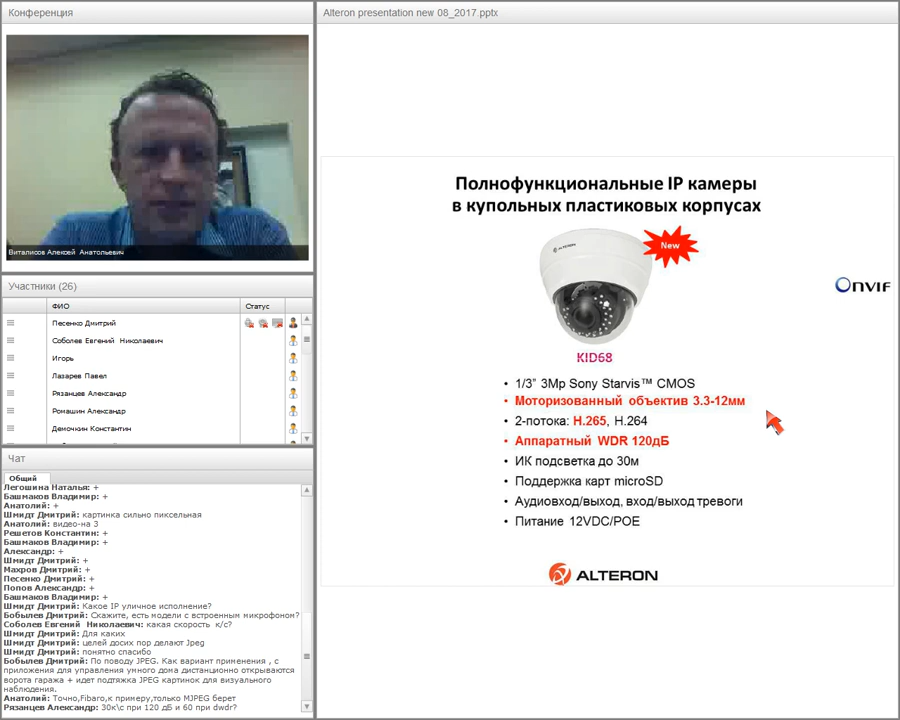 Конференция
Виталисов Алексей Анатольевич
Участники (26)
ФИО
Статус
Песенко Дмитрий
Соболев Евгений Николаевич
Игорь
Лазарев Павел
Рязанцев Александр
Ромашин Александр
Демочкин Константин
Чат
Общий
Легошина Наталья: +
Башмаков Владимир: +
Анатолий: +
Шмидт Дмитрий: картинка сильно пиксельная
Анатолий: видео-на 3
Решетов Константин: +
Башмаков Владимир: +
Александр: +
Шмидт Дмитрий: +
Махров Дмитрий: +
Песенко Дмитрий: +
Попов Александр: +
Башмаков Владимир: +
Шмидт Дмитрий: Какое IP уличное исполнение?
Бобылев Дмитрий: Скажите, есть модели с встроенным микрофоном?
Соболев Евгений Николаевич: какая скорость к/с?
Шмидт Дмитрий: Для каких
Шмидт Дмитрий: целей досих пор делают Jpeg
Шмидт Дмитрий: понятно спасибо
Бобылев Дмитрий: По поводу JPEG. Как вариант применения , с
приложения для управления умного дома дистанционно открываются
ворота гаража + идет подтяжка JPEG картинок для визуального
наблюдения.
Анатолий: Точно,Fibaro,к примеру,только MJPEG берет
Рязанцев Александр: 30к\с при 120 дБ и 60 при dwdr?
Alteron presentation new 08_2017.pptx
Полнофункциональные IP камеры
в купольных пластиковых корпусах
ALTERON
New
Onvif
KID68
• 1/3" 3Mp Sony Starvis™ CMOS
• Моторизованный объектив 3.3-12мм
• 2-потока: H.265, H.264
• Аппаратный WDR 120дБ
• ИК подсветка до 30м
• Поддержка карт microSD
• Аудиовход/выход, вход/выход тревоги
• Питание 12VDC/POE
ALTERON